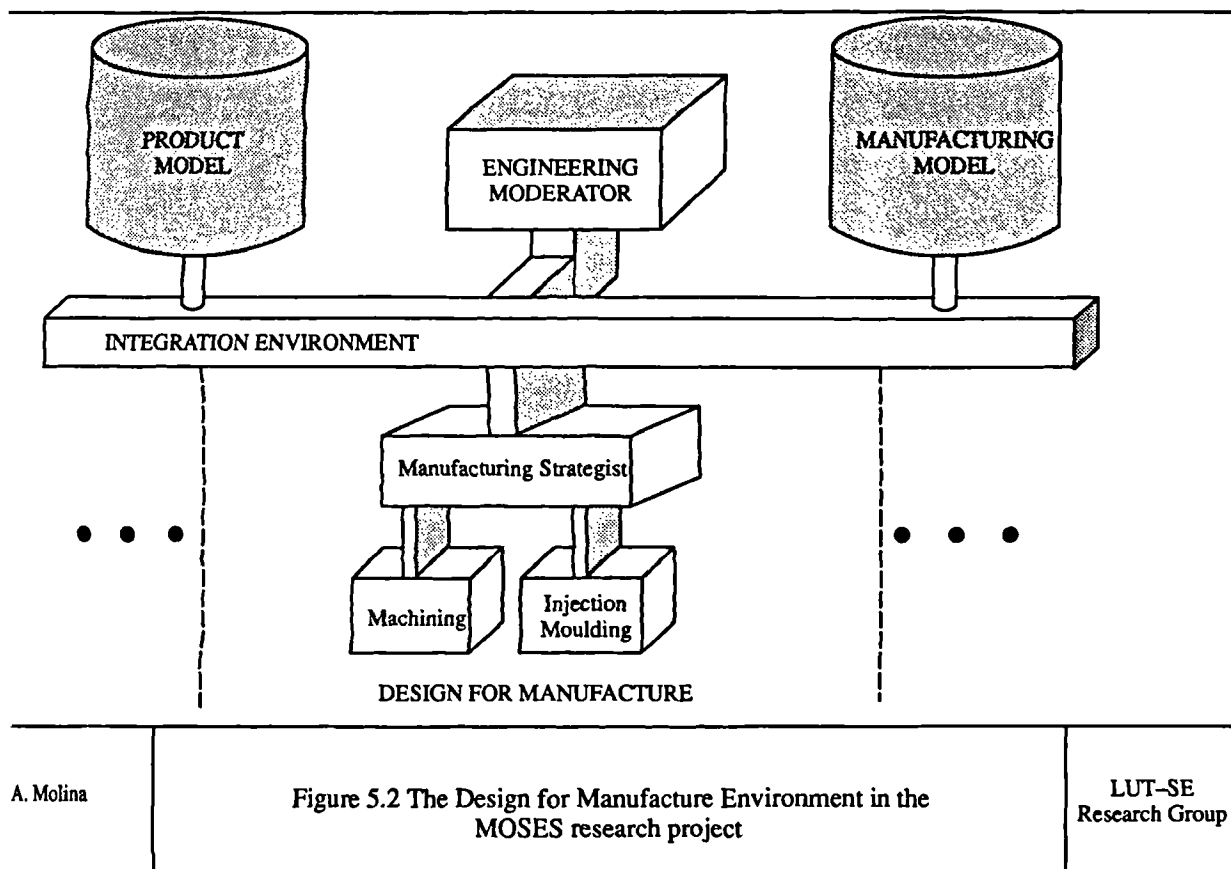 PRODUCT
MODEL
ENGINEERING
MODERATOR
MANUFACTURING
MODEL
INTEGRATION ENVIRONMENT
Manufacturing Strategist
Machining
Injection
Moulding
DESIGN FOR MANUFACTURE
A. Molina
Figure 5.2 The Design for Manufacture Environment in the
MOSES research project
LUT–SE
Research Group